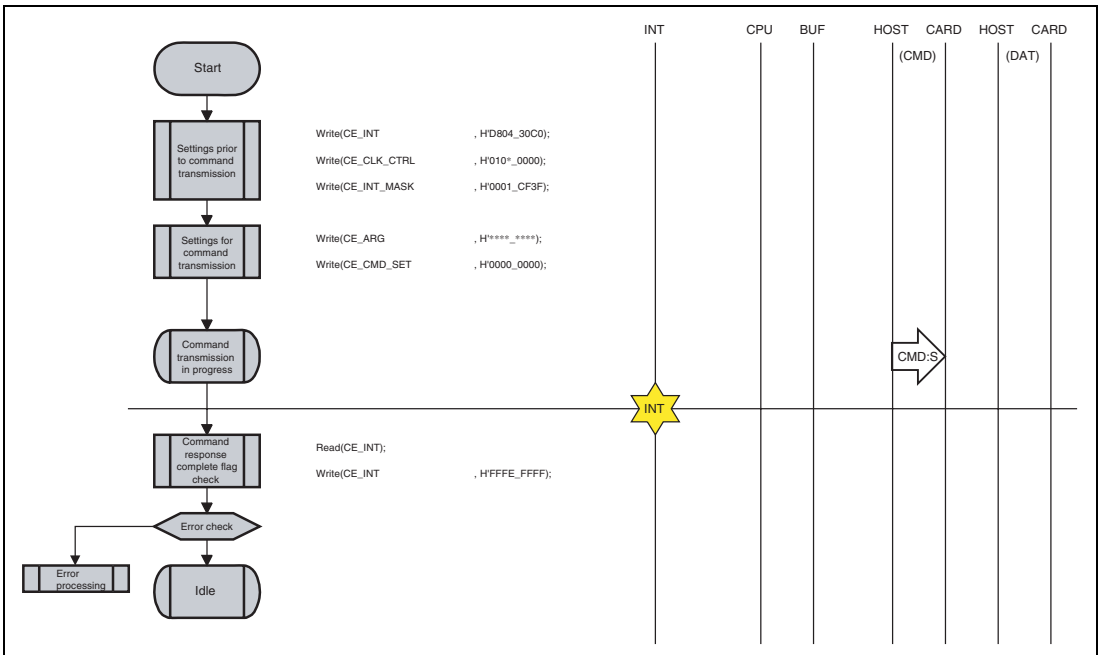 INT CPU BUF HOST CARD HOST CARD
(CMD) (DAT)
Start
Settings prior
to command
transmission
Write(CE_INT , H'D804_30C0);
Write(CE_CLK_CTRL , H'010*_0000);
Write(CE_INT_MASK , H'0001_CF3F);
Settings for
command
transmission
Write(CE_ARG , H'****_****);
Write(CE_CMD_SET , H'0000_0000);
Command
transmission
in progress
CMD:S
INT
Command
response
complete flag
check
Read(CE_INT);
Write(CE_INT , H'FFFE_FFFF);
Error check
Error
processing
Idle